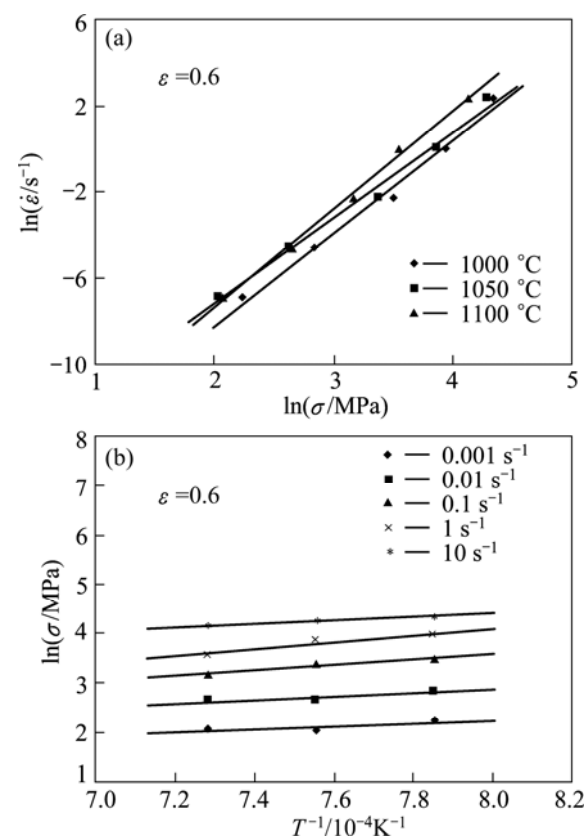 (a)
ε =0.6
2
−2
−6
−10
ln(ε̇/s⁻¹)
1000 °C
1050 °C
1100 °C
1 2 3 4 5
ln(σ/MPa)
(b)
ε =0.6
0.001 s⁻¹
0.01 s⁻¹
0.1 s⁻¹
1 s⁻¹
10 s⁻¹
8
7
6
5
4
3
2
1
ln(σ/MPa)
7.0 7.2 7.4 7.6 7.8 8.0 8.2
T⁻¹/10⁻⁴K⁻¹